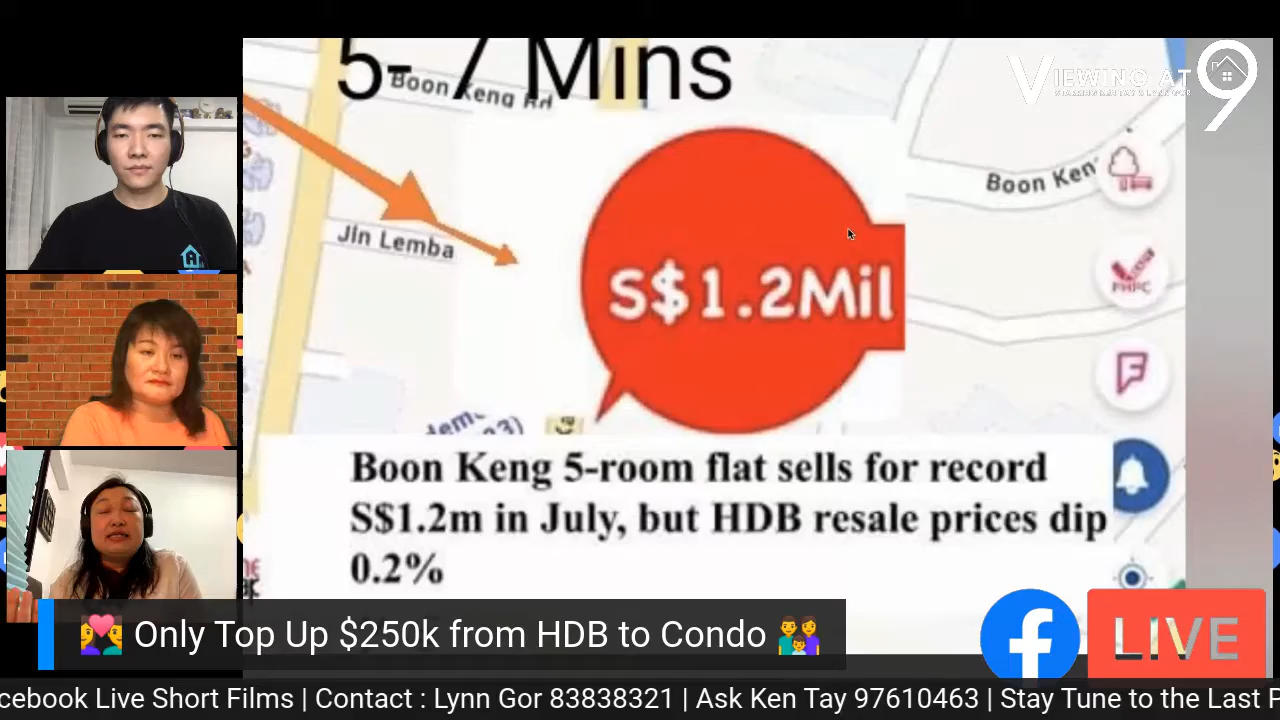 5- 7 Mins
VIEWING AT 9
Boon Keng Rd
Boon Ken
Jln Lemba
S$1.2Mil
PHPC
Boon Keng 5-room flat sells for record
S$1.2m in July, but HDB resale prices dip
0.2%
Only Top Up $250k from HDB to Condo
LIVE
cebook Live Short Films | Contact : Lynn Gor 83838321 | Ask Ken Tay 97610463 | Stay Tune to the Last F